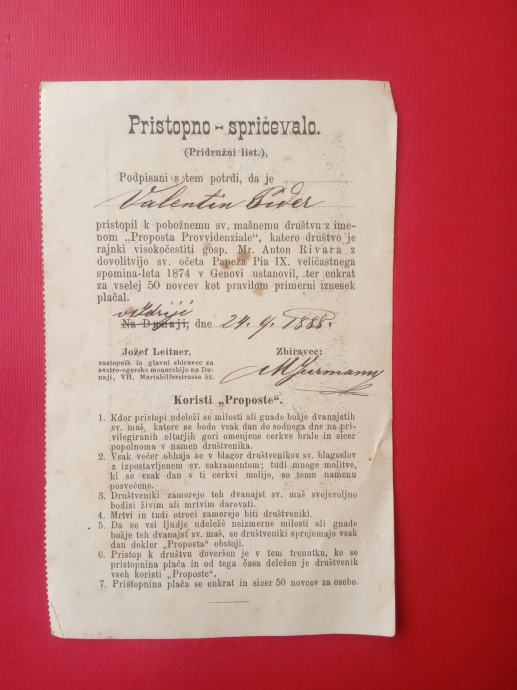 Pristopno - spričevalo.
(Pridružni list.),
Podpisani s tem potrdi, da je
Valentin
pristopil k pobožnemu sv. mašnemu društvu z ime-
nom „Proposta Provvidenziale“, katero društvo je
rajnki visokočestiti gosp. Mr. Anton Rivara z
dovolitvijo sv. očeta Papeža Pia IX. veličastnega
spomina-leta 1874 v Genovi ustanovil, ter enkrat
za vselej 50 novcev kot pravilom primerni iznesek
plačal.
v Idriji
Na Dunaji, dne 24. 9. 1888.
Jožef Leitner,
nastopnik in glavni zbiravec za
avstro-ogersko monarchijo na Du-
naji, VII. Mariahilferstrasse 52.
Zbiravec:
Koristi „Proposte“.
1. Kdor pristopi udeleži se milosti ali gnade božje dvanajstih
sv. maš, katere se bodo vsak dan do sodnega dne na pri-
vilegiranih oltarjih gori omenjene cerkve brale in sicer
popolnoma v namen društvenika.
2. Vsak večer obhaja se v blagor društvenikov sv. blagoslov
z izpostavljenem sv. sakramentom; tudi mnoge molitve,
ki se vsak dan v ti cerkvi molijo, so temu namenu
posvečene.
3. Društveniki zamorejo teh dvanajst sv. maš svojevoljno
bodisi živim ali mrtvim darovati.
4. Mrtvi in tudi otroci zamorejo biti društveniki.
5. Da se vsi ljudje udeleže neizmerne milosti ali gnade
božje teh dvanajst sv. maš, se društveniki sprejemajo vsak
dan dokler „Proposta“ obstoji.
6. Pristop k društvu doveršen je v tem trenutku, ko se
pristopnina plača in od tega časa deležen je društvenik
vseh koristi „Proposte“.
7. Pristopnina plača se enkrat in sicer 50 novcev za osebo.